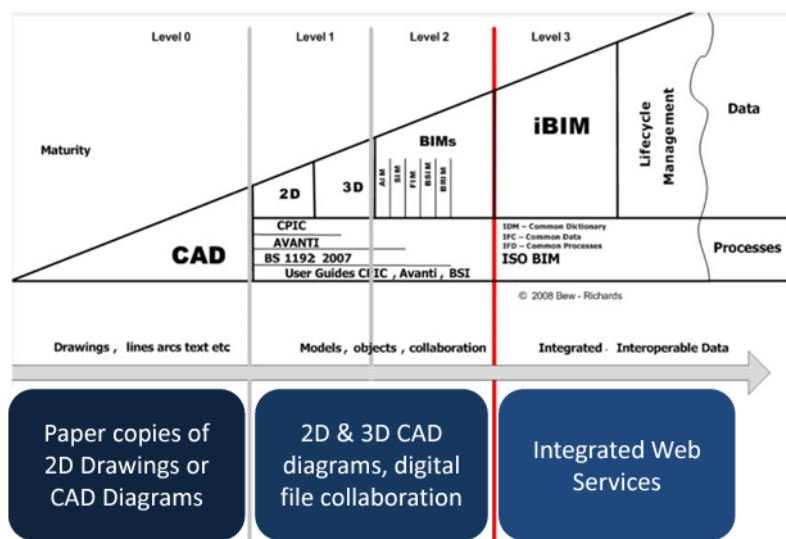 Level 0
Level 1
Level 2
Level 3
Maturity
BIMs
iBIM
Lifecycle
Management
Data
2D
3D
AIM
SIM
FIM
BSIM
BRIM
CAD
CPIC
AVANTI
BS 1192 2007
User Guides CPIC , Avanti , BSI
IDM – Common Dictionary
IFC – Common Data
IFD – Common Processes
ISO BIM
Processes
© 2008 Bew - Richards
Drawings , lines arcs text etc
Models , objects , collaboration
Integrated - Interoperable Data
Paper copies of
2D Drawings or
CAD Diagrams
2D & 3D CAD
diagrams, digital
file collaboration
Integrated Web
Services